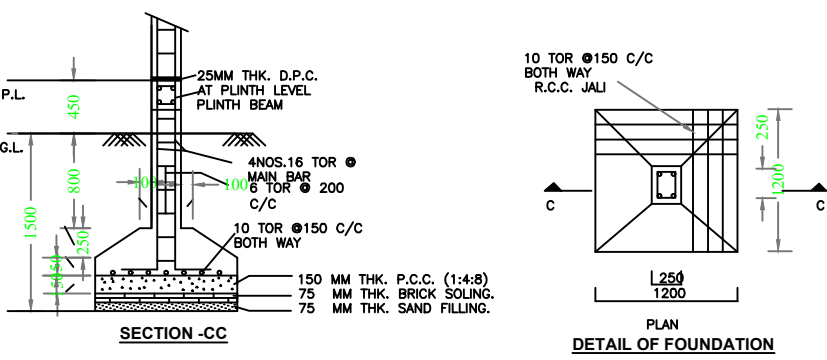 25MM THK. D.P.C.
AT PLINTH LEVEL
PLINTH BEAM
P.L.
450
G.L.
4NOS.16 TOR @
MAIN BAR
6 TOR @ 200
C/C
100
100
800
1500
10 TOR @150 C/C
BOTH WAY
250
150
50
150 MM THK. P.C.C. (1:4:8)
75 MM THK. BRICK SOLING.
75 MM THK. SAND FILLING.
SECTION -CC
10 TOR @150 C/C
BOTH WAY
R.C.C. JALI
250
1200
C
C
250
1200
PLAN
DETAIL OF FOUNDATION